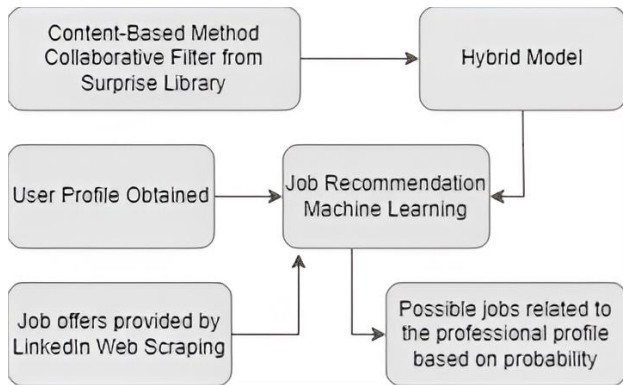 Content-Based Method
Collaborative Filter from
Surprise Library
Hybrid Model
User Profile Obtained
Job Recommendation
Machine Learning
Job offers provided by
LinkedIn Web Scraping
Possible jobs related to
the professional profile
based on probability